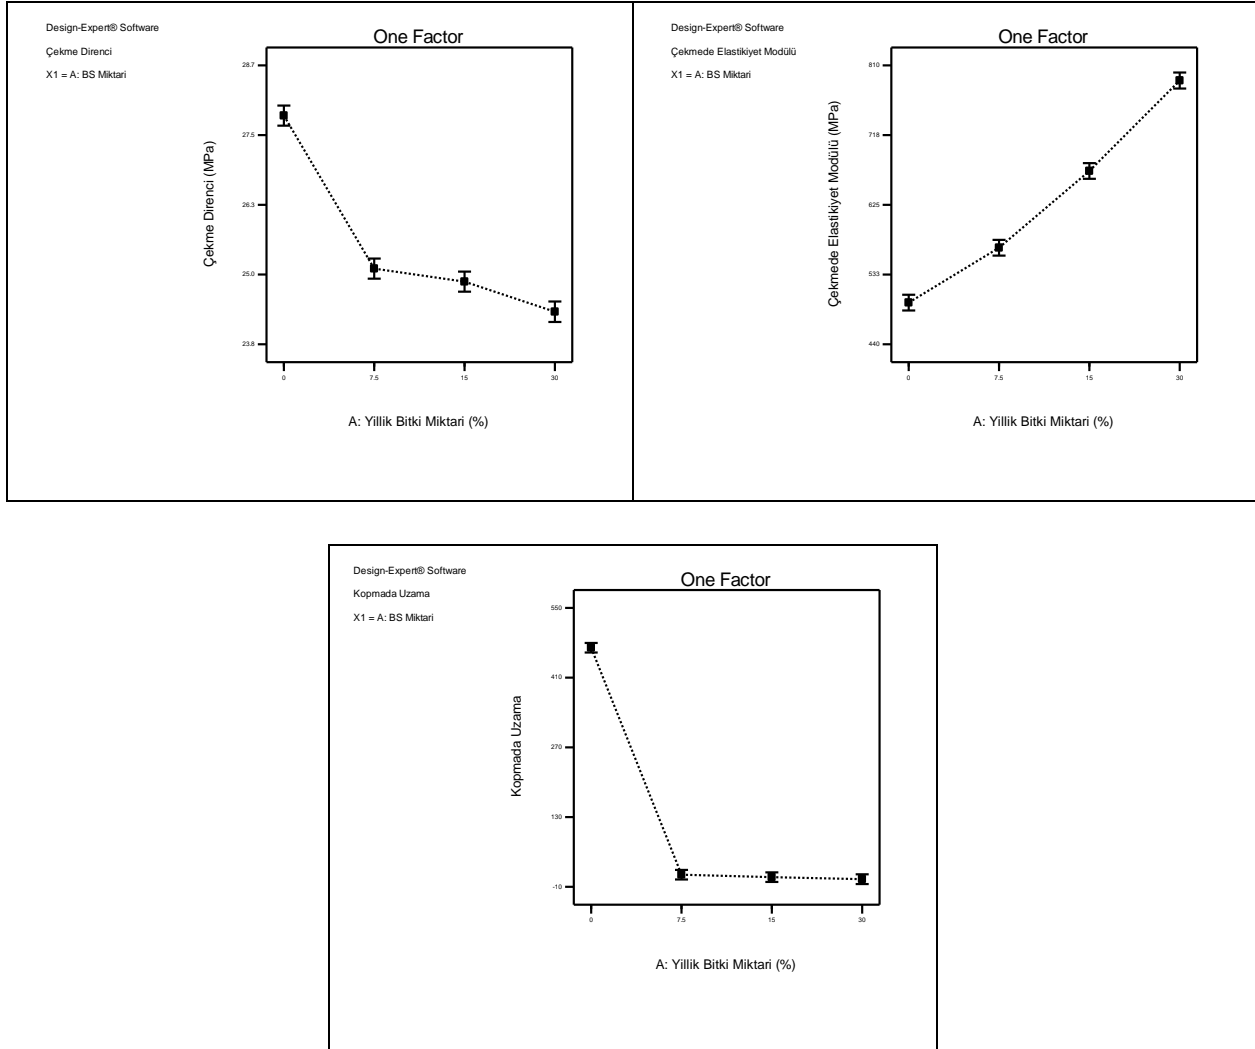 Design-Expert® Software
Çekme Direnci
X1 = A: BS Miktari
One Factor
28.7
27.5
26.3
25.0
23.8
Çekme Direnci (MPa)
0 7.5 15 30
A: Yillik Bitki Miktari (%)
Design-Expert® Software
Çekmede Elastikiyet Modülü
X1 = A: BS Miktari
One Factor
810
718
625
533
440
Çekmede Elastikiyet Modülü (MPa)
0 7.5 15 30
A: Yillik Bitki Miktari (%)
Design-Expert® Software
Kopmada Uzama
X1 = A: BS Miktari
One Factor
550
410
270
130
-10
Kopmada Uzama
0 7.5 15 30
A: Yillik Bitki Miktari (%)